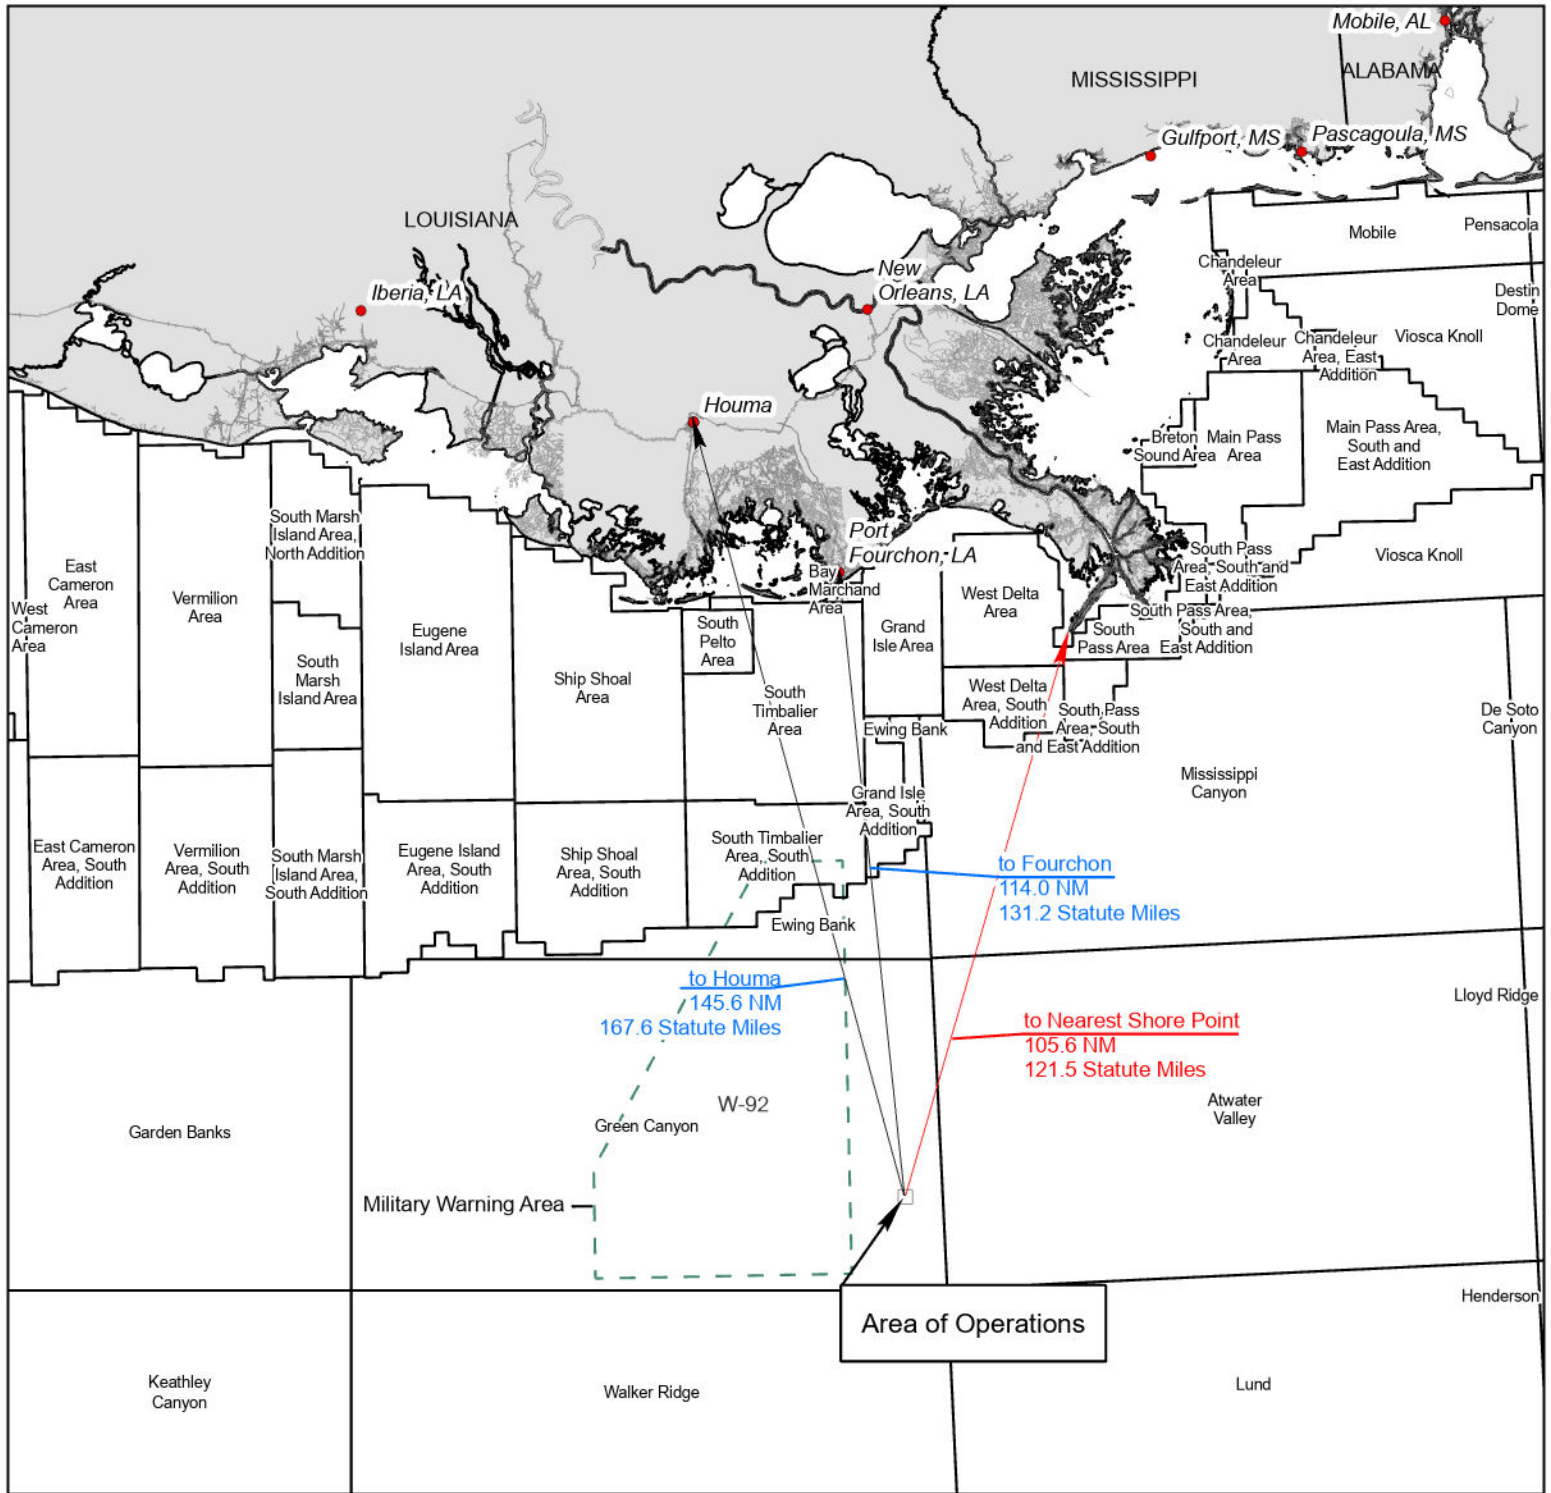 Mobile, AL
MISSISSIPPI
ALABAMA
Gulfport, MS
Pascagoula, MS
LOUISIANA
Mobile
Pensacola
Iberia, LA
New
Orleans, LA
Chandeleur
Area
Destin
Dome
Chandeleur
Area
Chandeleur
Area, East
Addition
Viosca Knoll
Houma
Breton
Sound Area
Main Pass
Area
Main Pass Area,
South and
East Addition
South Marsh
Island Area,
North Addition
Port
Fourchon, LA
Bay
Marchand
Area
East
Cameron
Area
West
Cameron
Area
Vermilion
Area
Eugene
Island Area
South
Marsh
Island Area
Ship Shoal
Area
South
Pelto
Area
South
Timbalier
Area
Grand
Isle Area
West Delta
Area
South Pass
Area, South and
East Addition
Viosca Knoll
South
Pass Area
South Pass Area,
South and
East Addition
West Delta
Area, South
Addition
South Pass
Area, South
and East Addition
Ewing Bank
De Soto
Canyon
Mississippi
Canyon
Grand Isle
Area, South
Addition
East Cameron
Area, South
Addition
Vermilion
Area, South
Addition
South Marsh
Island Area,
South Addition
Eugene Island
Area, South
Addition
Ship Shoal
Area, South
Addition
South Timbalier
Area, South
Addition
to Fourchon
114.0 NM
131.2 Statute Miles
Ewing Bank
to Houma
145.6 NM
167.6 Statute Miles
Lloyd Ridge
to Nearest Shore Point
105.6 NM
121.5 Statute Miles
W-92
Atwater
Valley
Garden Banks
Green Canyon
Military Warning Area
Henderson
Area of Operations
Keathley
Canyon
Walker Ridge
Lund